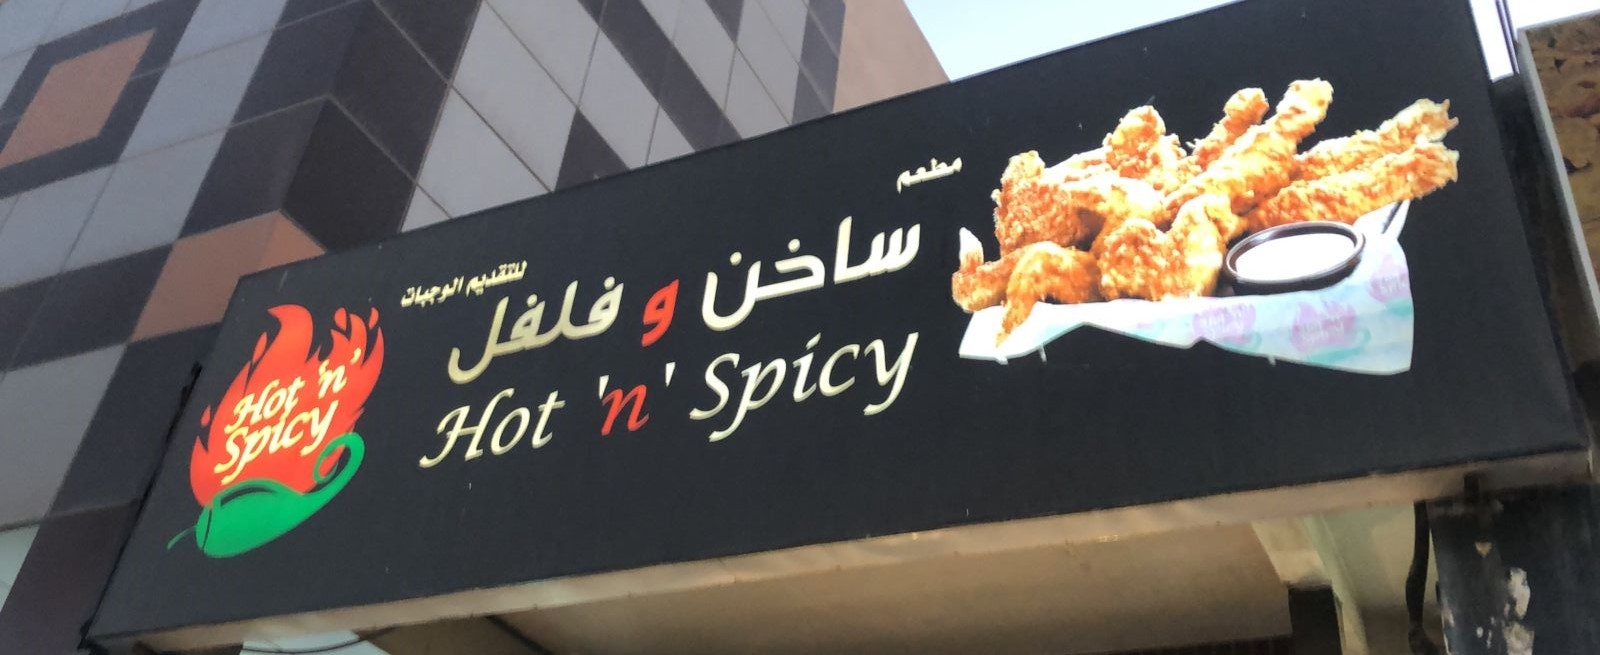 مطعم
ساخن و فلفل
للتقديم الوجبات
Hot 'n' Spicy
Hot 'n'
Spicy